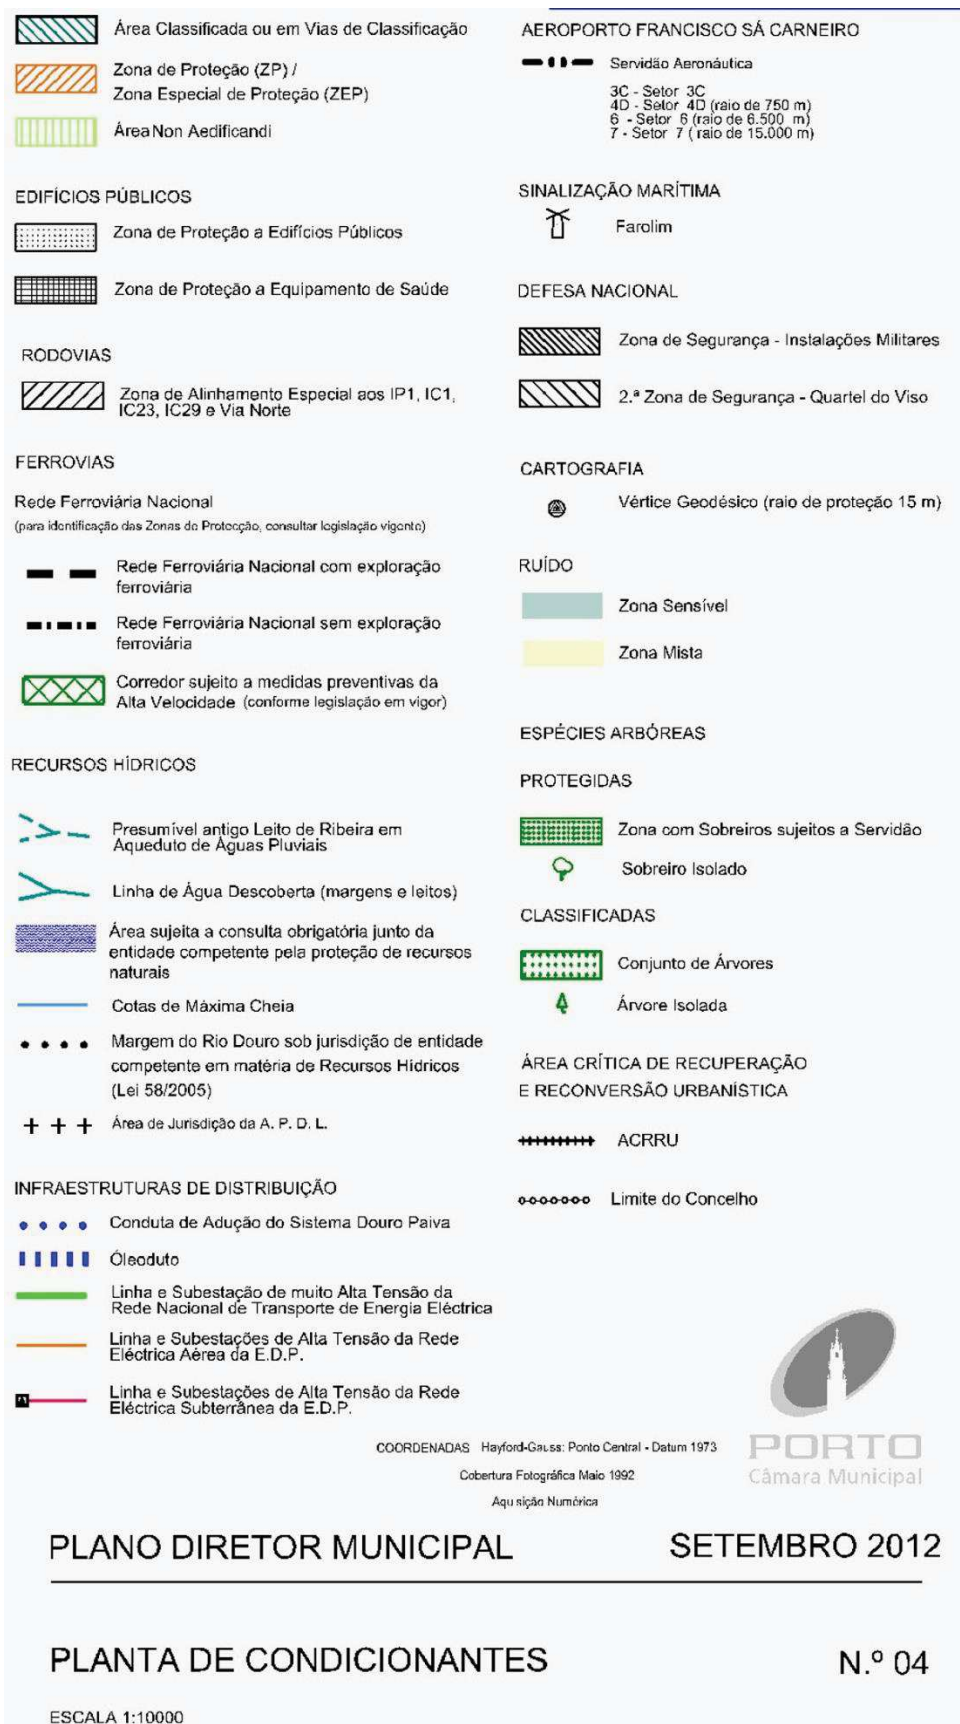 Área Classificada ou em Vias de Classificação
Zona de Proteção (ZP) /
Zona Especial de Proteção (ZEP)
Área Non Aedificandi
EDIFÍCIOS PÚBLICOS
Zona de Proteção a Edifícios Públicos
Zona de Proteção a Equipamento de Saúde
RODOVIAS
Zona de Alinhamento Especial aos IP1, IC1,
IC23, IC29 e Via Norte
FERROVIAS
Rede Ferroviária Nacional
(para identificação das Zonas de Protecção, consultar legislação vigente)
Rede Ferroviária Nacional com exploração
ferroviária
Rede Ferroviária Nacional sem exploração
ferroviária
Corredor sujeito a medidas preventivas da
Alta Velocidade (conforme legislação em vigor)
RECURSOS HÍDRICOS
Presumível antigo Leito de Ribeira em
Aqueduto de Águas Pluviais
Linha de Água Descoberta (margens e leitos)
Área sujeita a consulta obrigatória junto da
entidade competente pela proteção de recursos
naturais
Cotas de Máxima Cheia
Margem do Rio Douro sob jurisdição de entidade
competente em matéria de Recursos Hídricos
(Lei 58/2005)
Área de Jurisdição da A. P. D. L.
INFRAESTRUTURAS DE DISTRIBUIÇÃO
Conduta de Adução do Sistema Douro Paiva
Óleoduto
Linha e Subestação de muito Alta Tensão da
Rede Nacional de Transporte de Energia Eléctrica
Linha e Subestações de Alta Tensão da Rede
Eléctrica Aérea da E.D.P.
Linha e Subestações de Alta Tensão da Rede
Eléctrica Subterrânea da E.D.P.
AEROPORTO FRANCISCO SÁ CARNEIRO
Servidão Aeronáutica
3C - Setor 3C
4D - Setor 4D (raio de 750 m)
6 - Setor 6 (raio de 6.500 m)
7 - Setor 7 ( raio de 15.000 m)
SINALIZAÇÃO MARÍTIMA
Farolim
DEFESA NACIONAL
Zona de Segurança - Instalações Militares
2.ª Zona de Segurança - Quartel do Viso
CARTOGRAFIA
Vértice Geodésico (raio de proteção 15 m)
RUÍDO
Zona Sensível
Zona Mista
ESPÉCIES ARBÓREAS
PROTEGIDAS
Zona com Sobreiros sujeitos a Servidão
Sobreiro Isolado
CLASSIFICADAS
Conjunto de Árvores
Árvore Isolada
ÁREA CRÍTICA DE RECUPERAÇÃO
E RECONVERSÃO URBANÍSTICA
ACRRU
Limite do Concelho
PORTO
Câmara Municipal
COORDENADAS Hayford-Gauss: Ponto Central - Datum 1973
Cobertura Fotográfica Maio 1992
Aquisição Numérica
PLANO DIRETOR MUNICIPAL SETEMBRO 2012
PLANTA DE CONDICIONANTES N.º 04
ESCALA 1:10000